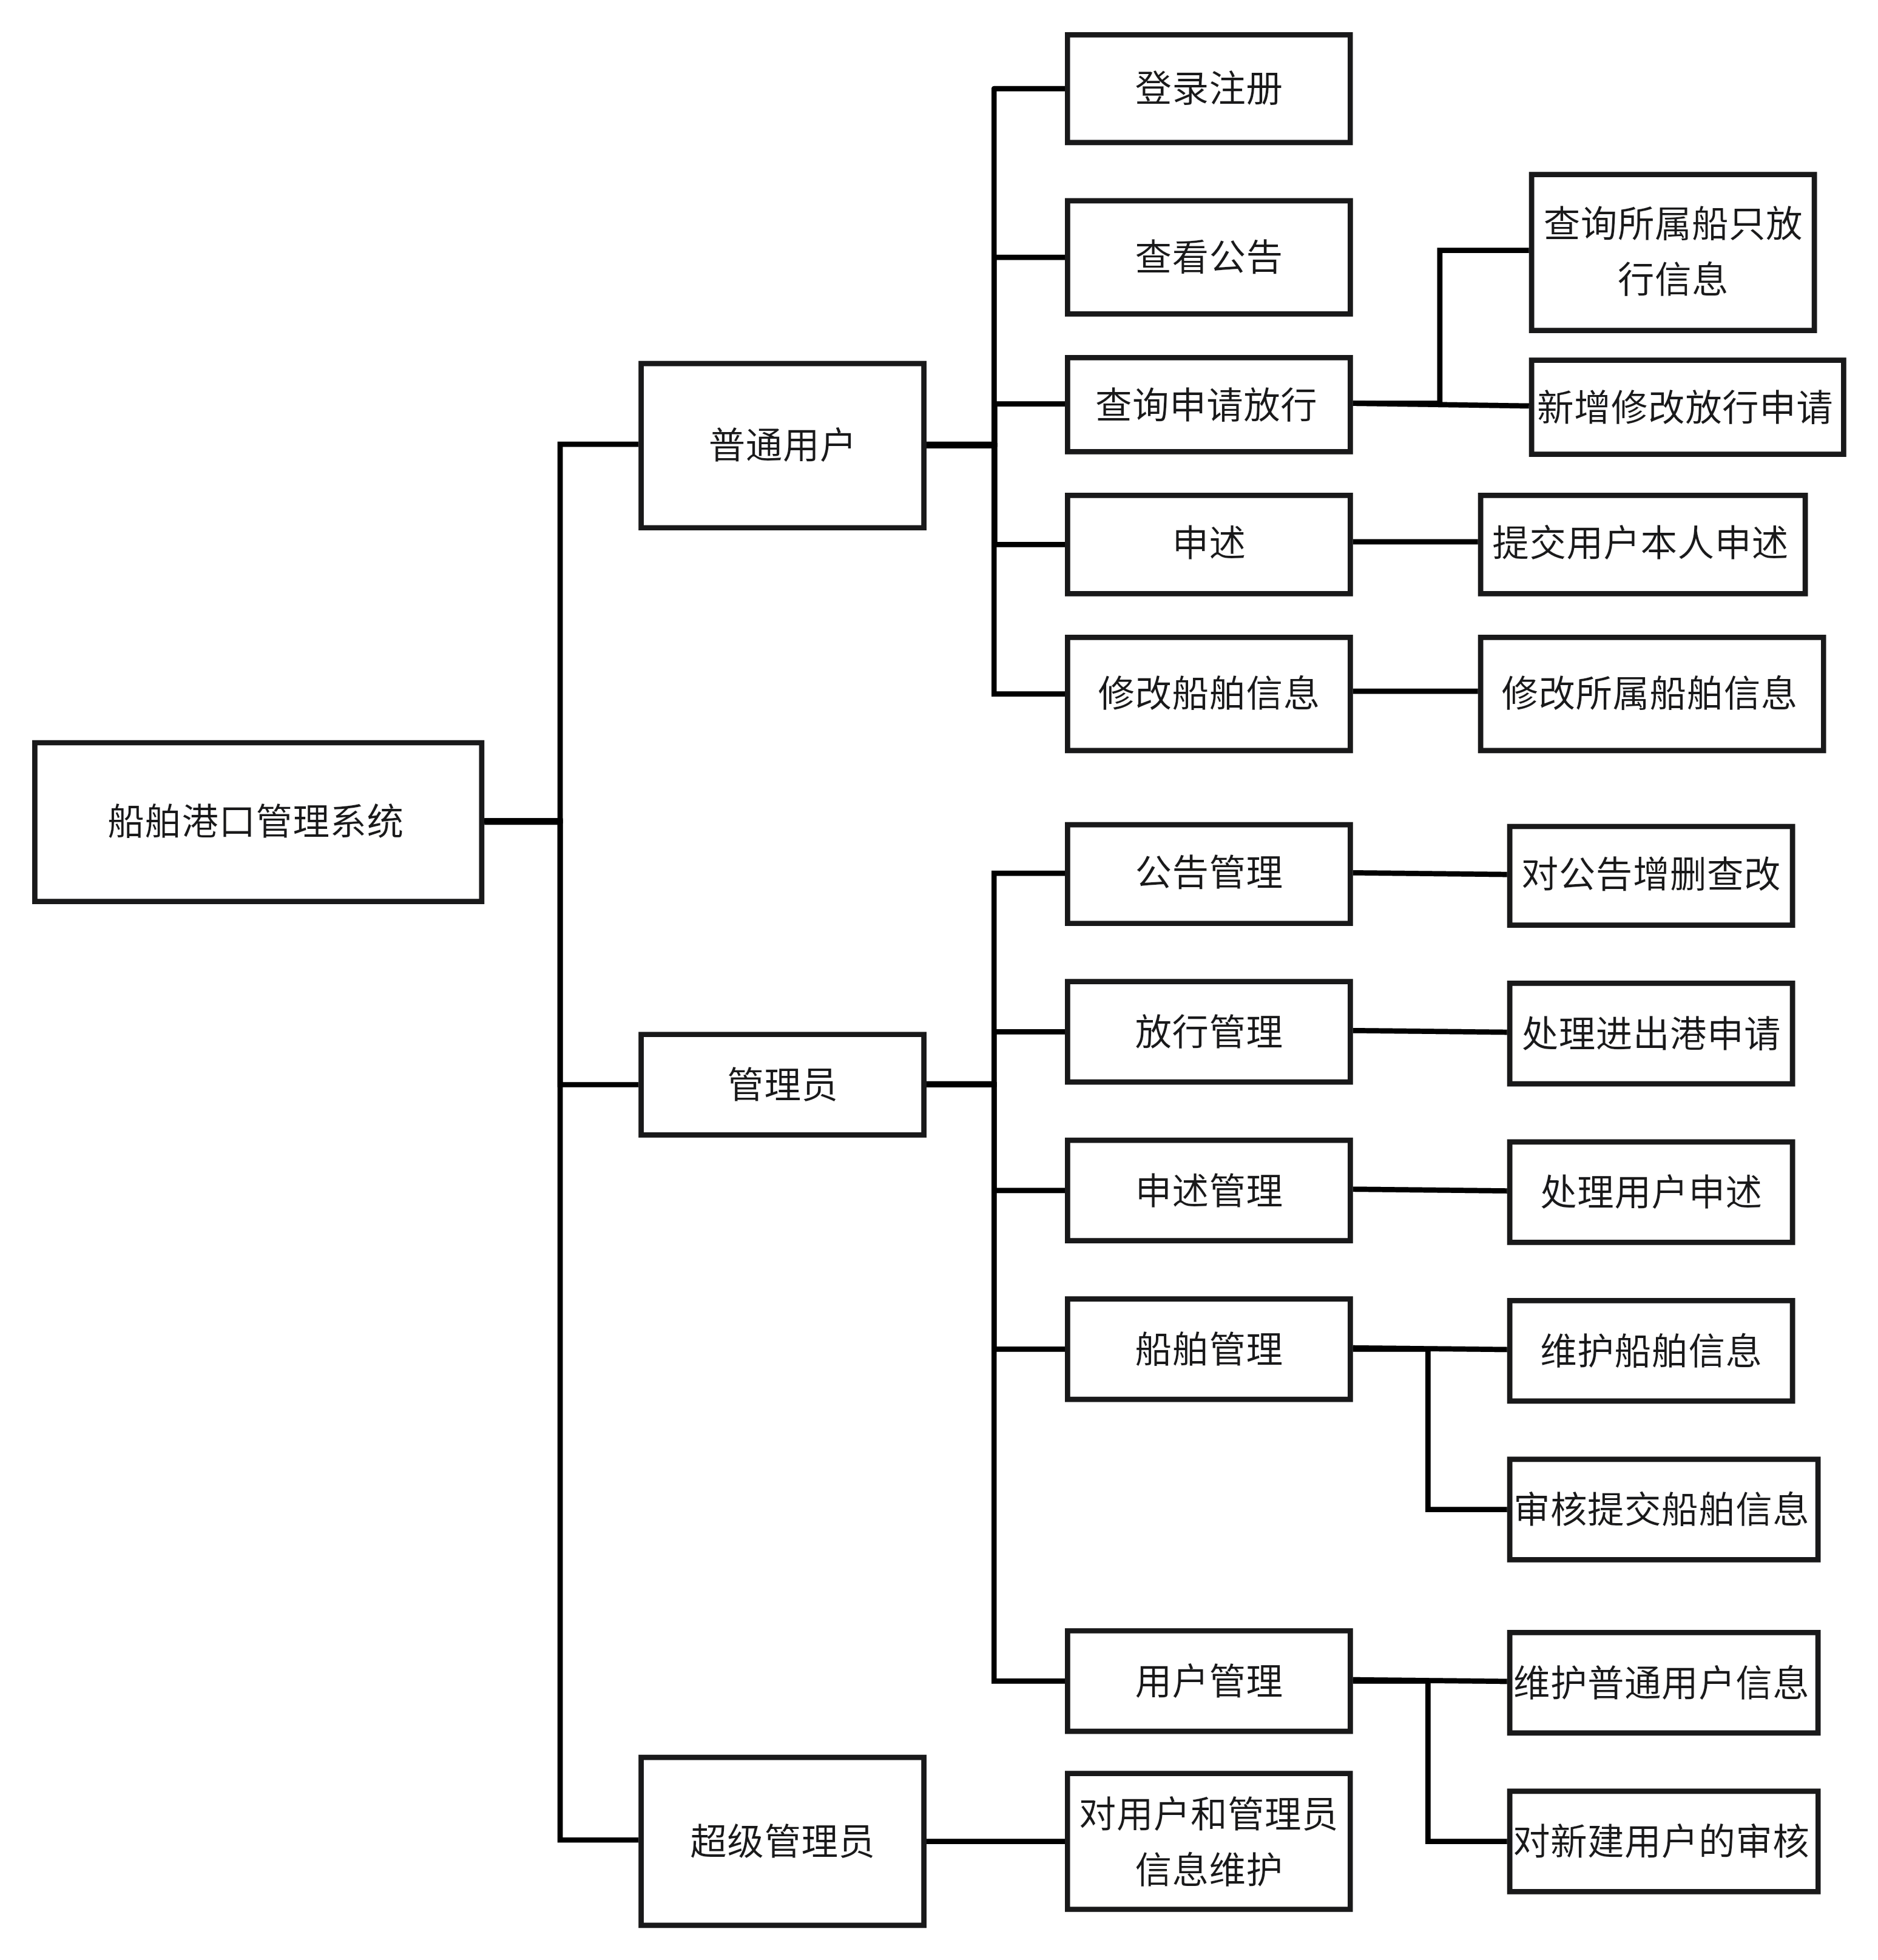 登录注册
查看公告
查询所属船只放
行信息
查询申请放行
新增修改放行申请
普通用户
申述
提交用户本人申述
修改船舶信息
修改所属船舶信息
船舶港口管理系统
公告管理
对公告增删查改
放行管理
处理进出港申请
管理员
申述管理
处理用户申述
船舶管理
维护船舶信息
审核提交船舶信息
用户管理
维护普通用户信息
超级管理员
对用户和管理员
信息维护
对新建用户的审核